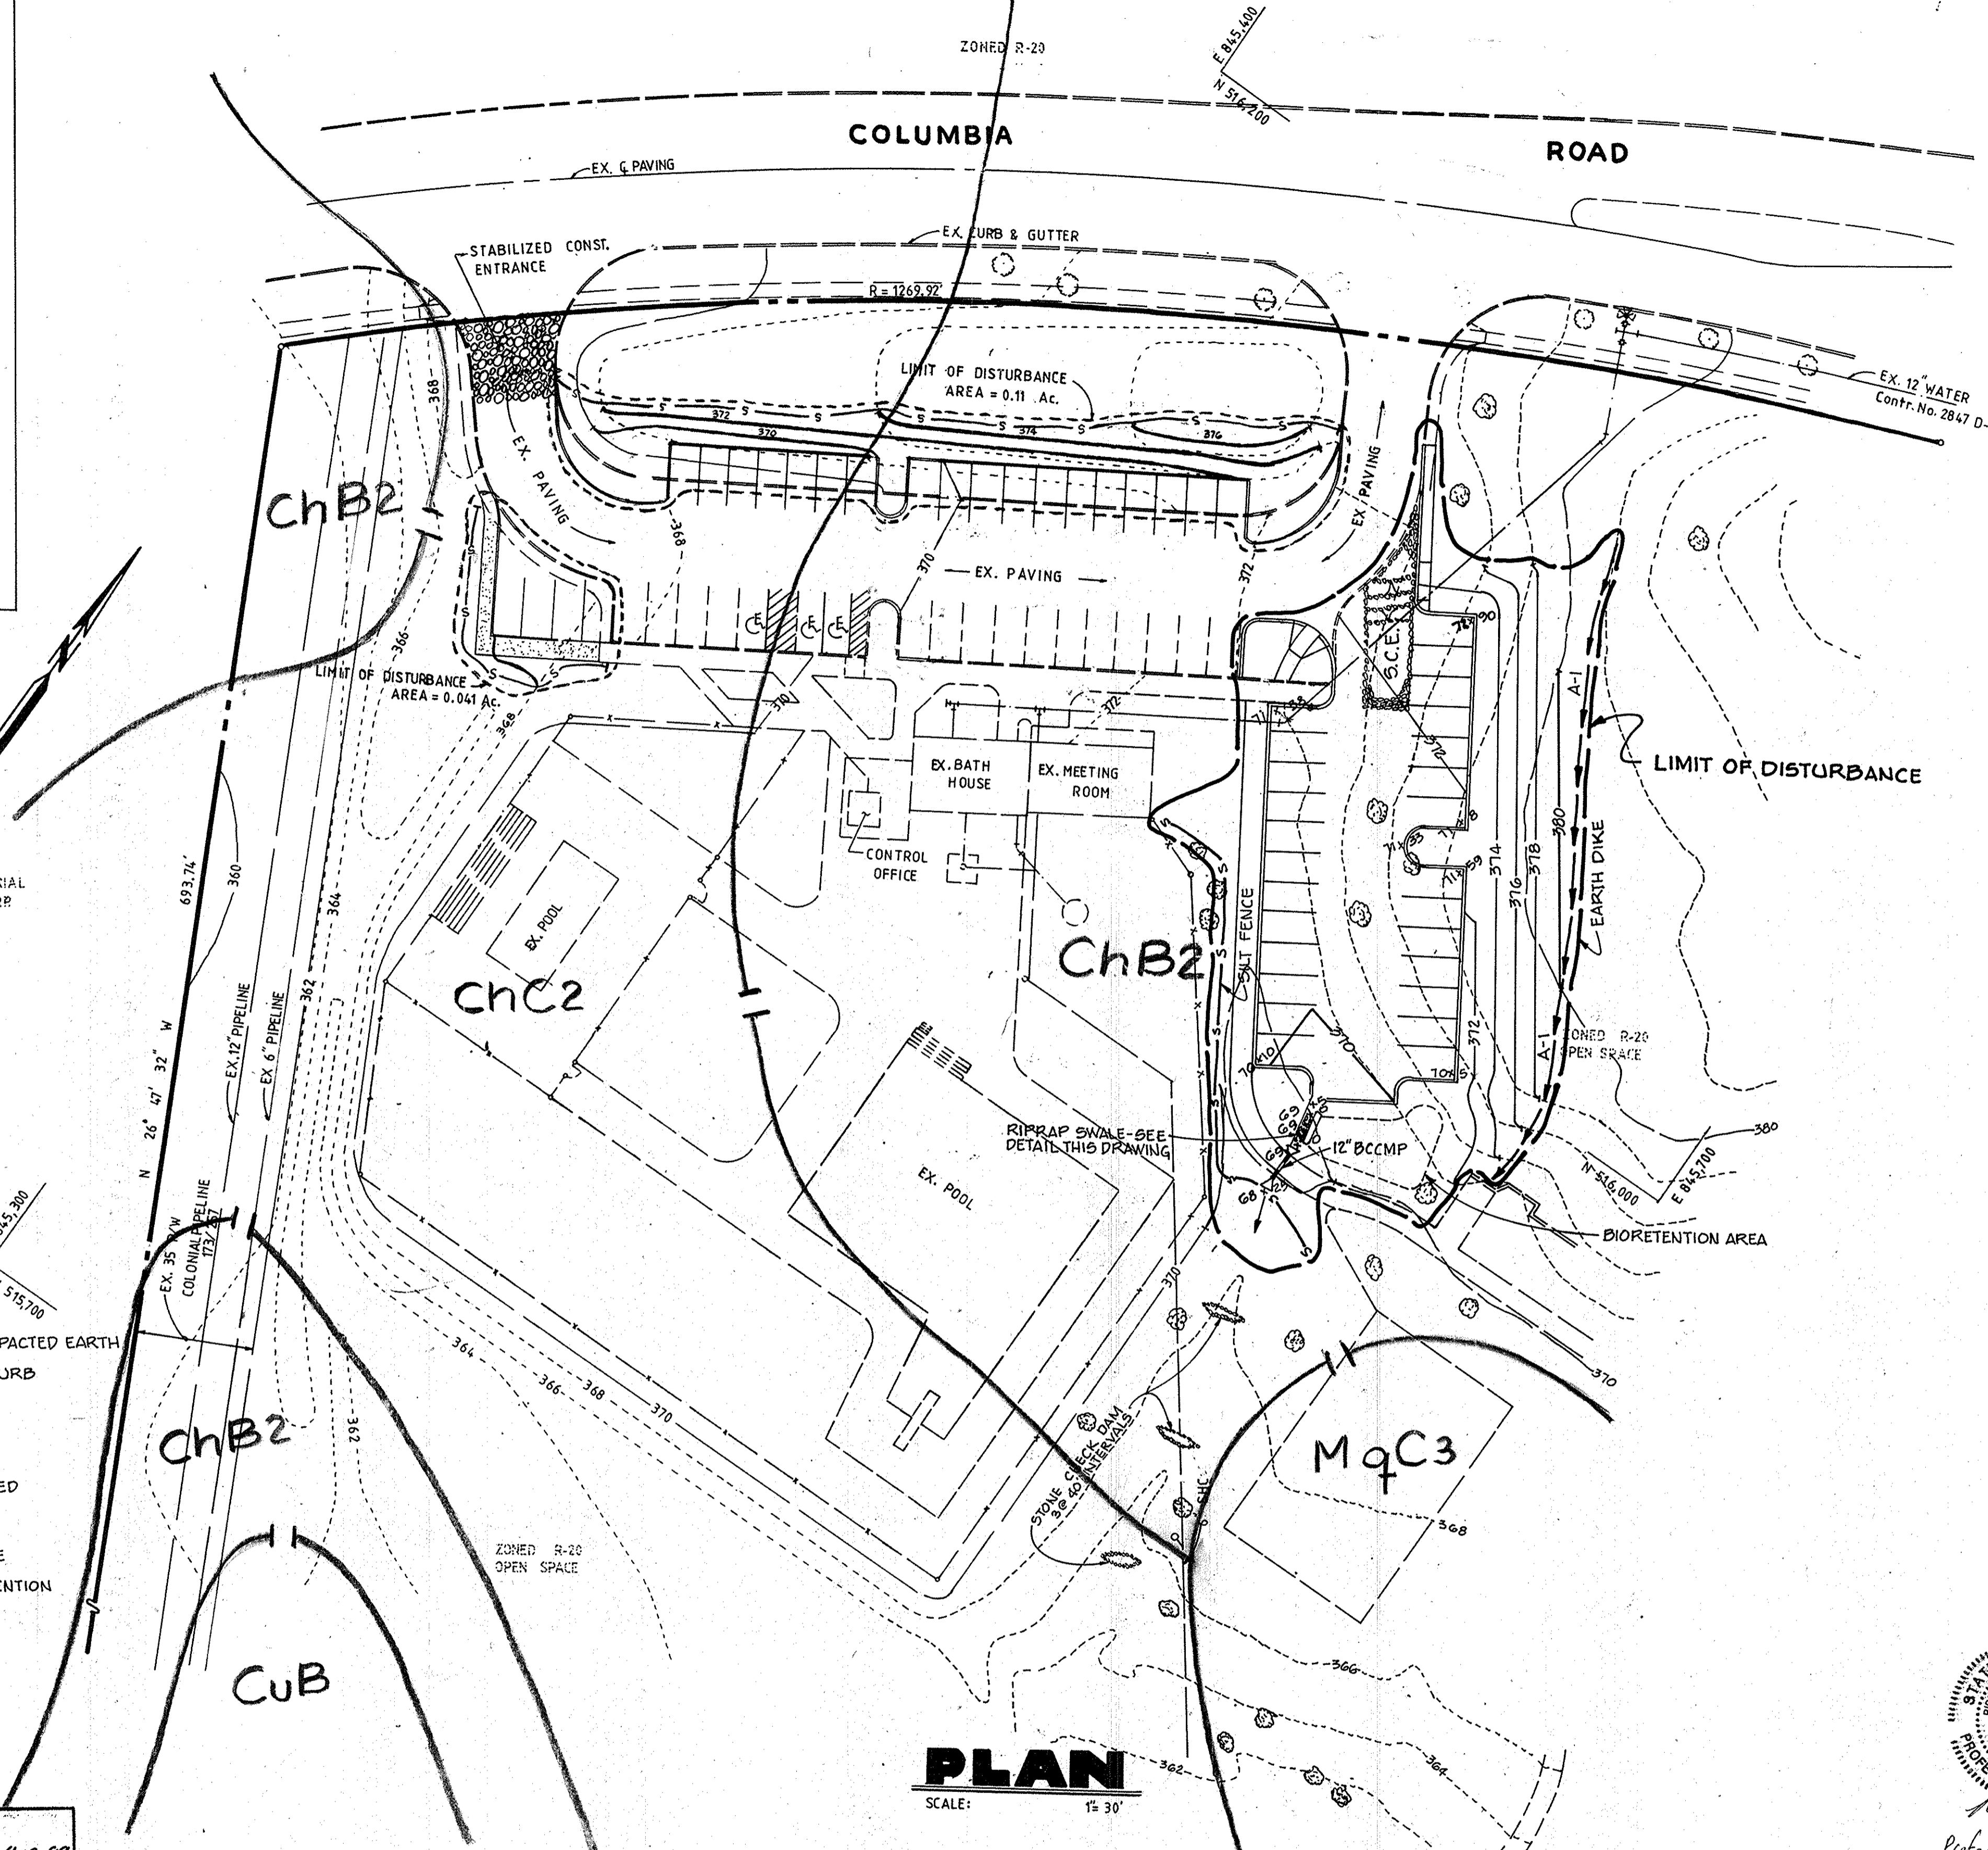 ZONED R-20
E 845,400
N 516,200
COLUMBIA ROAD
EX. ℄ PAVING
STABILIZED CONST.
ENTRANCE
EX. CURB & GUTTER
R = 1269.92'
LIMIT OF DISTURBANCE
AREA = 0.11 Ac.
EX. 12" WATER
Contr. No. 2847 D-
368
372
370
374
376
EX. PAVING
EX. PAVING
ChB2
368
370
EX. PAVING
372
366
LIMIT OF DISTURBANCE
AREA = 0.041 Ac.
368
370
372
S.C.E.
A-1
LIMIT OF DISTURBANCE
EX. BATH
HOUSE
EX. MEETING
ROOM
CONTROL
OFFICE
372
380
374
378
376
EARTH DIKE
693.74'
360
364
362
EX. POOL
ChC2
ChB2
SILT FENCE
N 26° 47' 32" W
EX. 12" PIPELINE
EX 6" PIPELINE
370
372
A-1
ZONED R-20
OPEN SPACE
380
RIPRAP SWALE-SEE
DETAIL THIS DRAWING
12" BCCMP
N 516,000
E 845,700
EX. POOL
BIORETENTION AREA
EX. 35' R/W
COLONIAL PIPELINE
515,700
PACTED EARTH
URB
364
366
368
370
370
370
ChB2
362
STONE CHECK DAM
3@ 40' INTERVALS
MqC3
368
ED
ENTION
ZONED R-20
OPEN SPACE
CuB
366
364
362
PLAN
SCALE: 1"= 30'